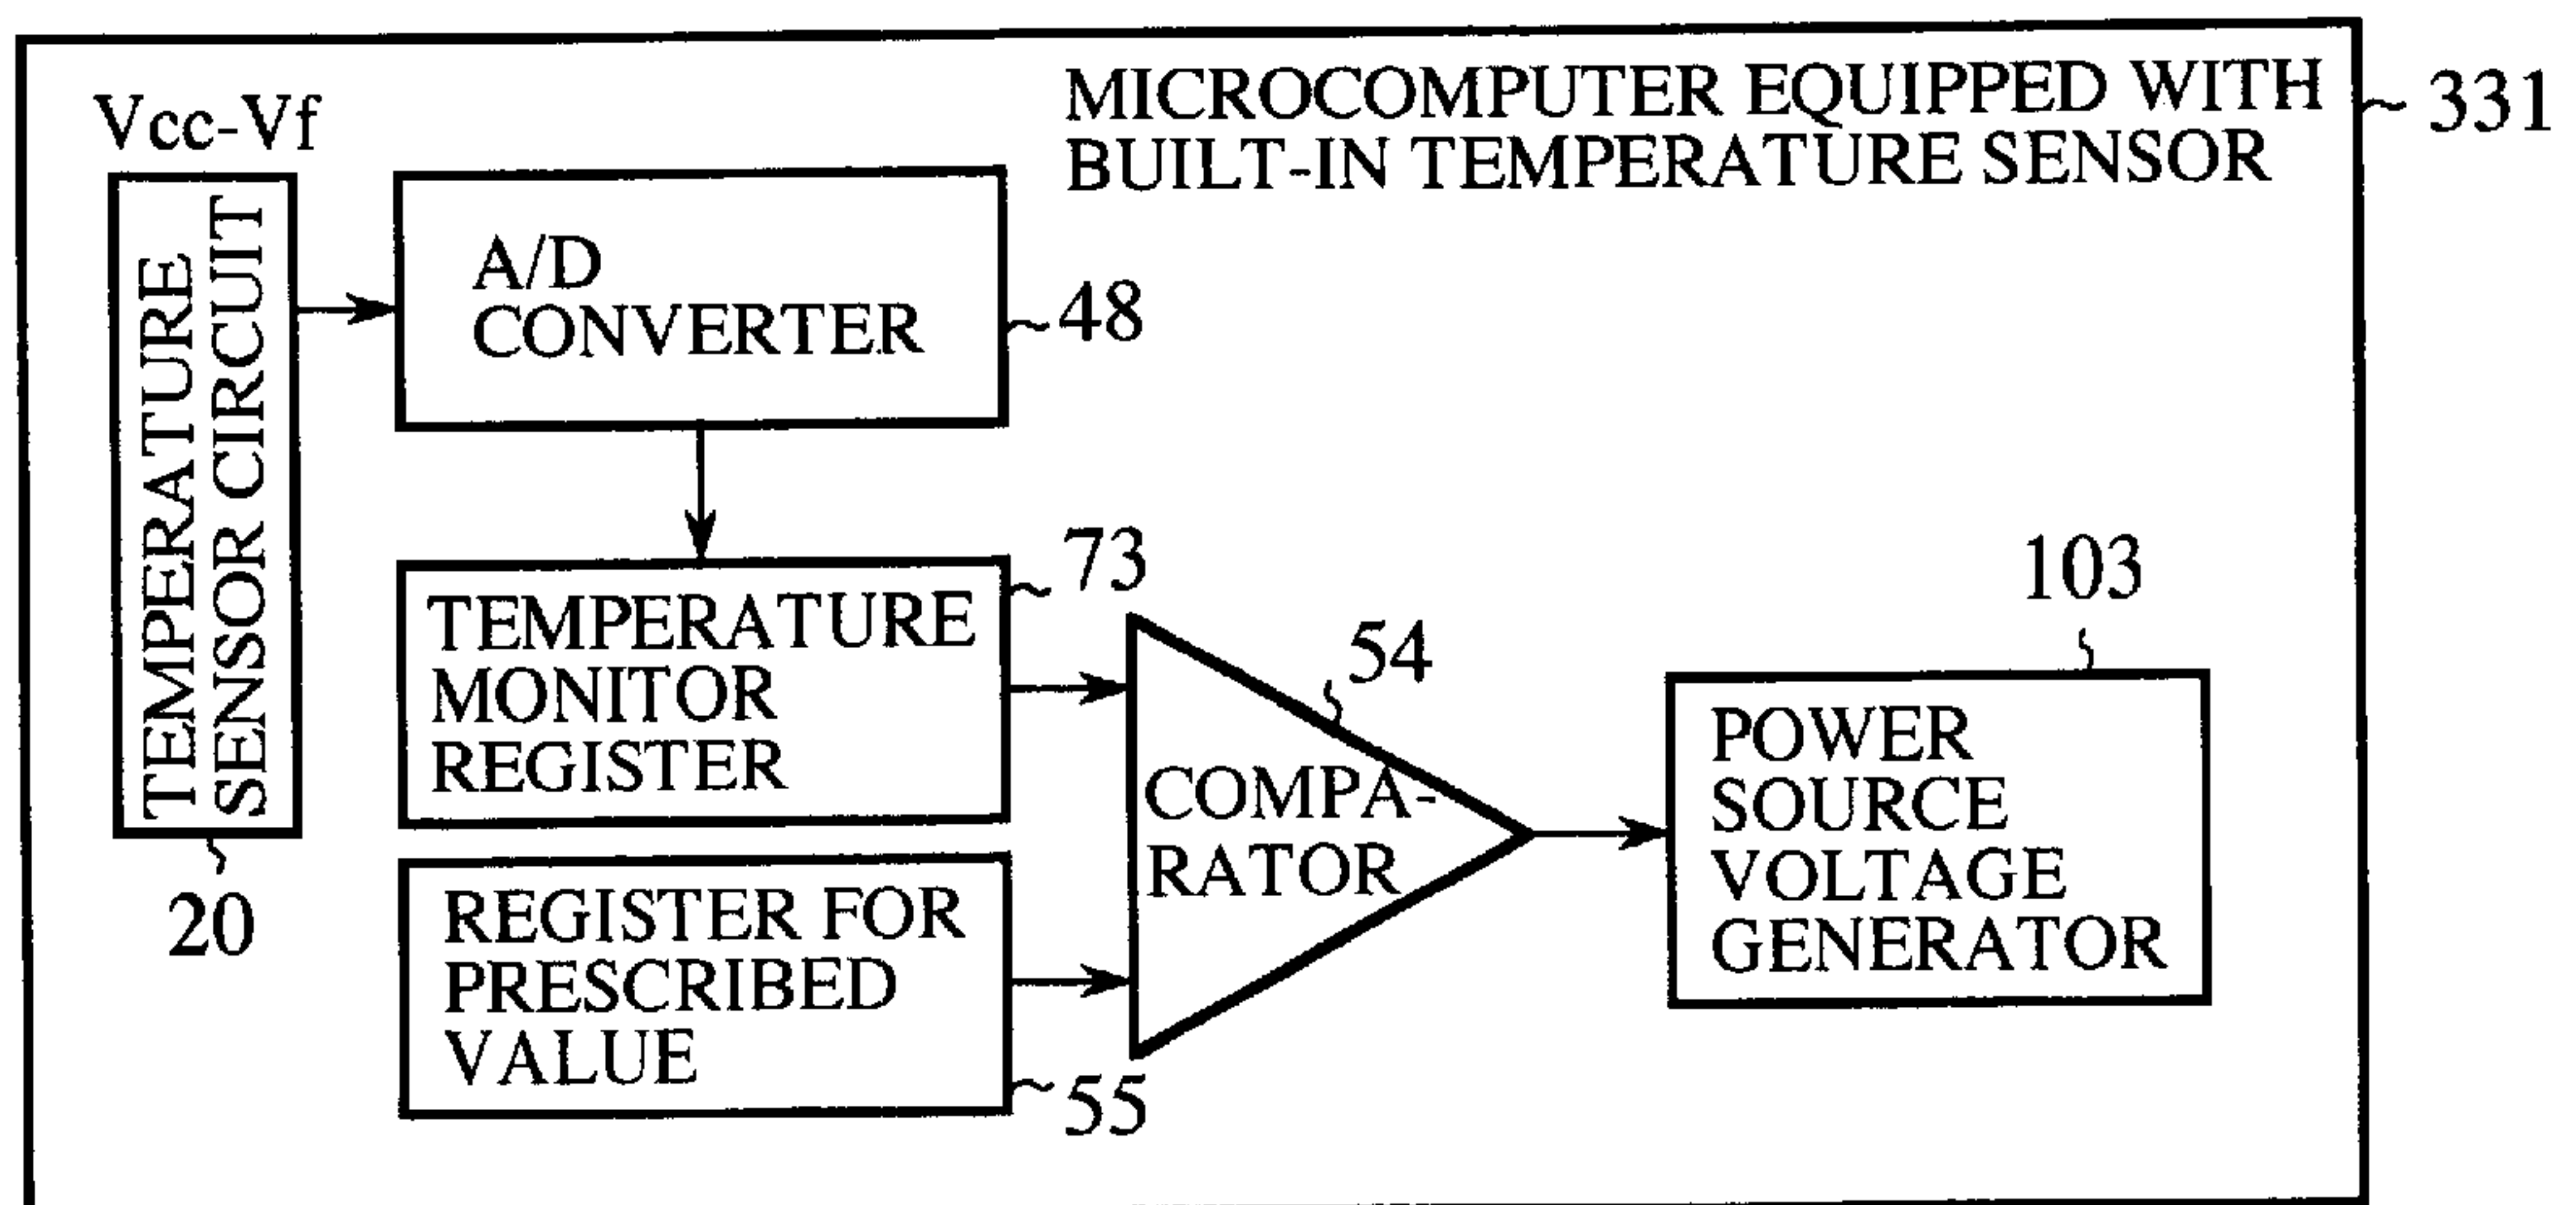 MICROCOMPUTER EQUIPPED WITH
BUILT-IN TEMPERATURE SENSOR
331
Vcc-Vf
TEMPERATURE
SENSOR CIRCUIT
20
A/D
CONVERTER
48
TEMPERATURE
MONITOR
REGISTER
73
REGISTER FOR
PRESCRIBED
VALUE
55
COMPA-
RATOR
54
POWER
SOURCE
VOLTAGE
GENERATOR
103